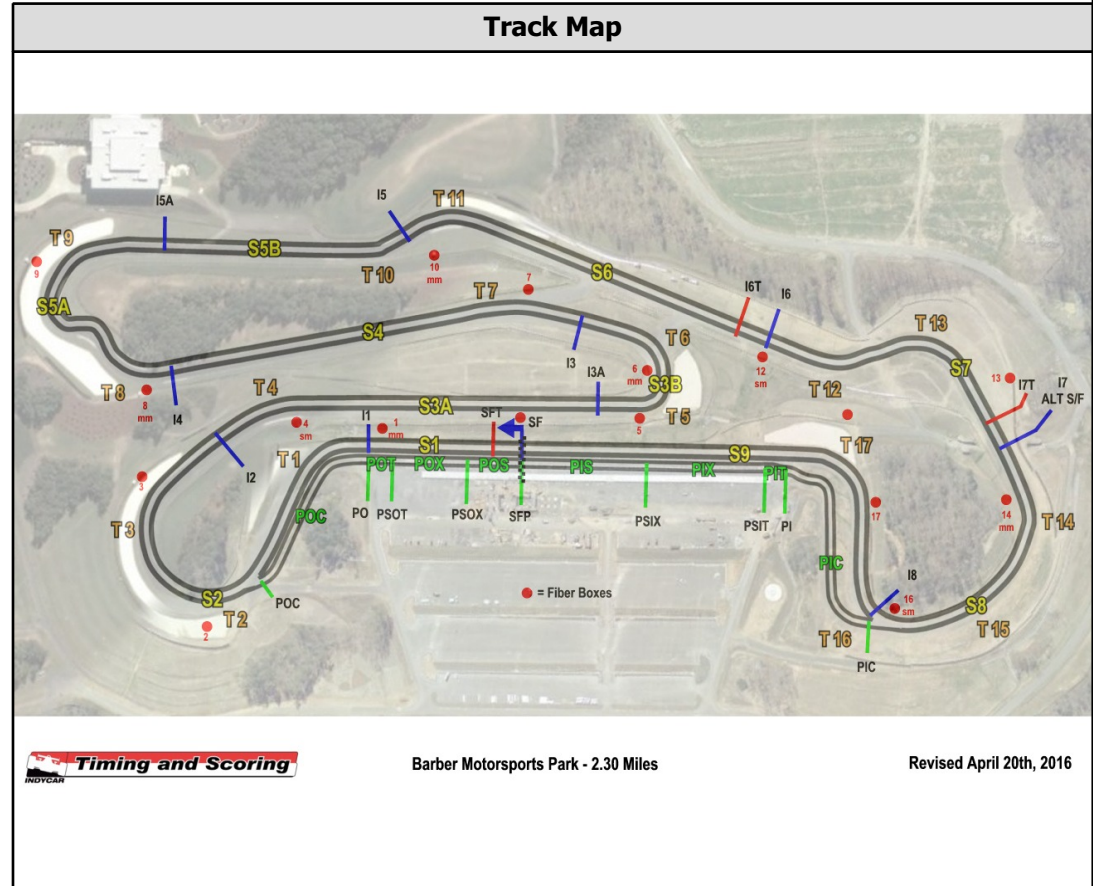 Track Map
T 11
I5
I5A
T 9
S5B
9
T 10
10
mm
7
S6
T 7
I6T
I6
S5A
S4
T 13
T 6
I3
12
sm
S7
13
I7T
I7
ALT S/F
6
mm
S3B
I3A
T 8
8
mm
I4
T 4
S3A
T 12
T 5
5
4
sm
I1
1
mm
SFT
SF
T 17
S1
S9
T 1
I2
POT
POX
POS
PIS
PIX
PIT
3
PO
PSOT
PSOX
SFP
PSIX
PSIT
PI
17
14
mm
T 14
T 3
POC
PIC
I8
S2
POC
= Fiber Boxes
16
sm
S8
T 2
2
T 16
T 15
PIC
INDYCAR
Timing and Scoring
Barber Motorsports Park - 2.30 Miles
Revised April 20th, 2016